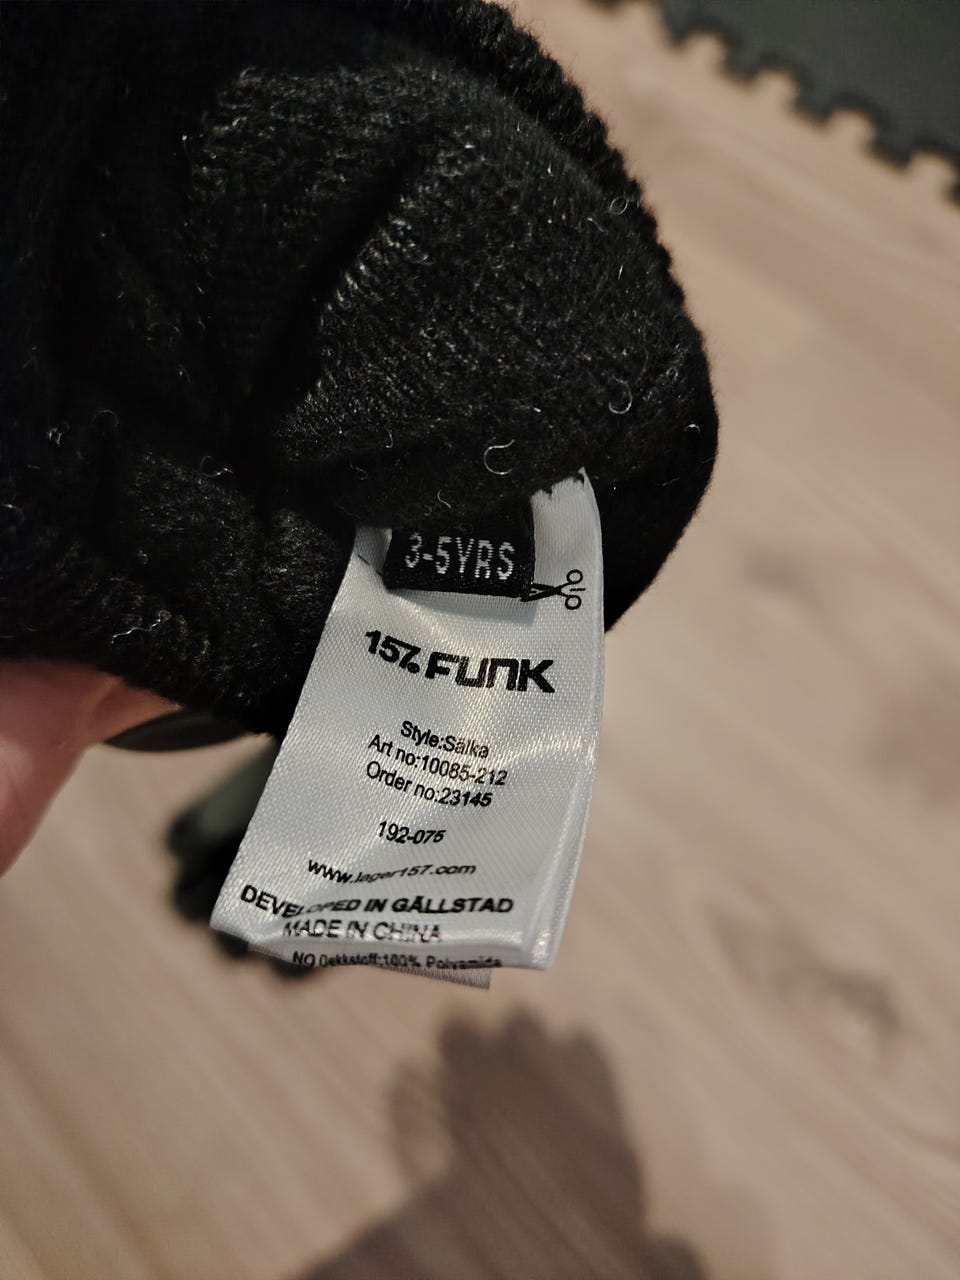 3-5YRS
157. FUNK
Style:Sälka
Art no:10085-212
Order no:23145
192-075
www.lager157.com
DEVELOPED IN GÄLLSTAD
MADE IN CHINA
NO Dekkstoff:100% Polyamide